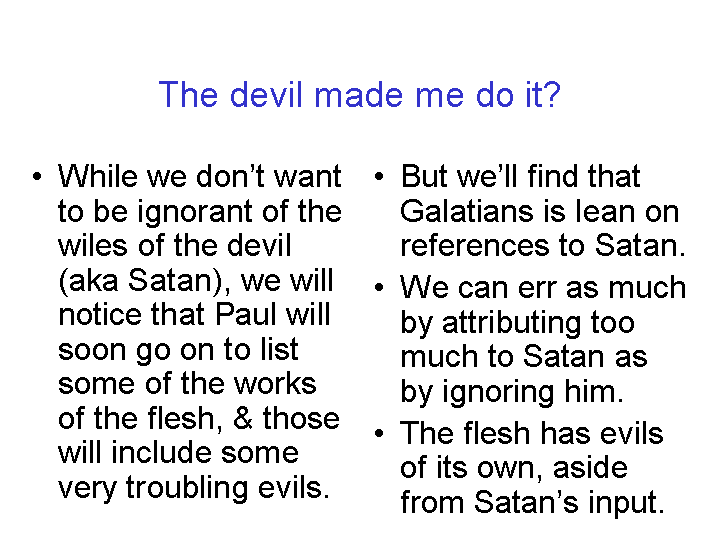 The devil made me do it?
• While we don’t want
to be ignorant of the
wiles of the devil
(aka Satan), we will
notice that Paul will
soon go on to list
some of the works
of the flesh, & those
will include some
very troubling evils.
• But we’ll find that
Galatians is lean on
references to Satan.
• We can err as much
by attributing too
much to Satan as
by ignoring him.
• The flesh has evils
of its own, aside
from Satan’s input.